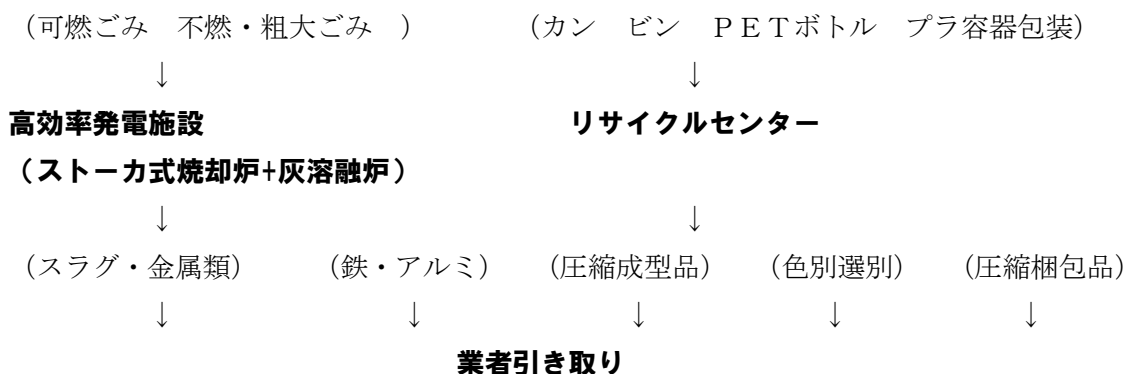 (可燃ごみ　不燃・粗大ごみ　)　　　(カン　ビン　ＰＥＴボトル　プラ容器包装)
↓　　　↓
高効率発電施設　　　リサイクルセンター
(ストーカ式焼却炉+灰溶融炉)
↓　　　↓
(スラグ・金属類)　　(鉄・アルミ)　(圧縮成型品)　(色別選別)　(圧縮梱包品)
↓　　　↓　　　↓　　　↓　　　↓
業者引き取り